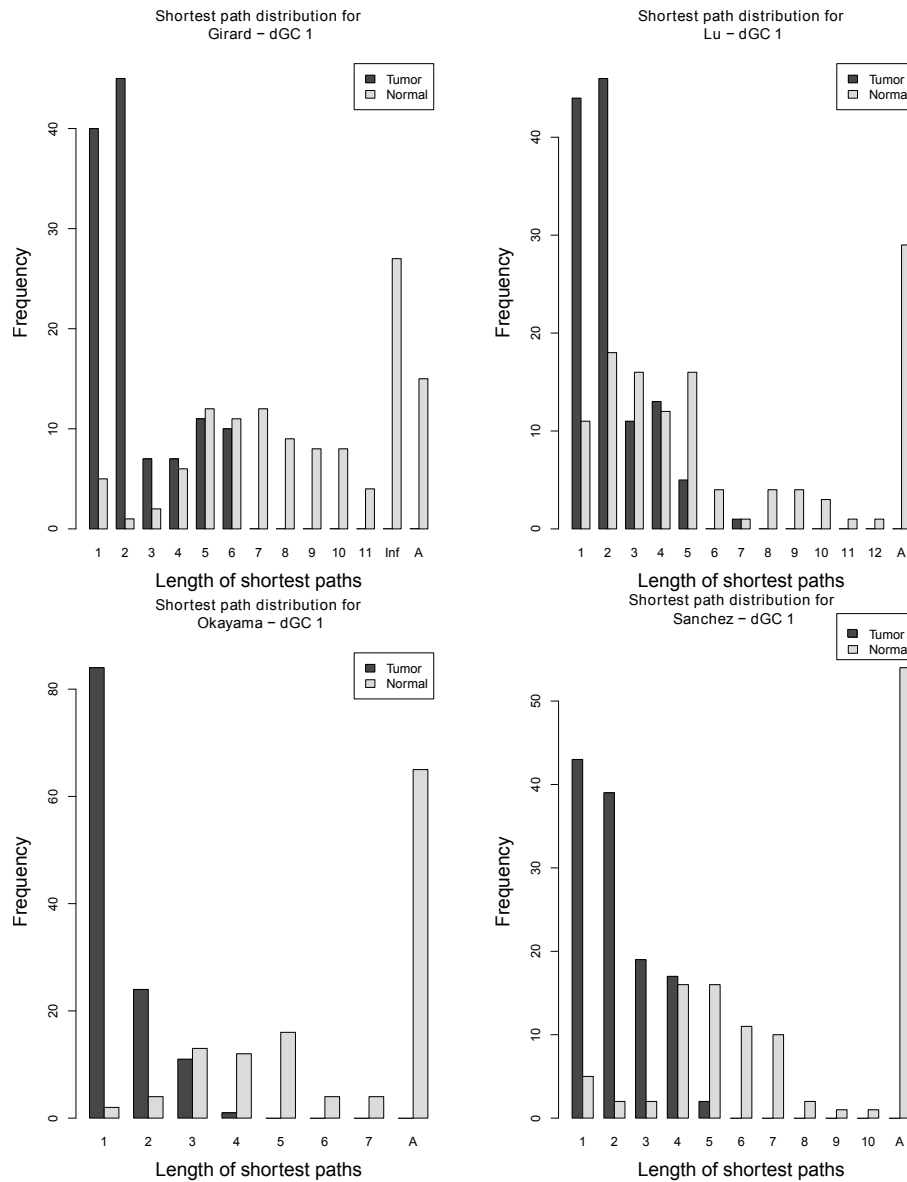 Shortest path distribution for
Girard − dGC 1
Tumor
Normal
Frequency
0
10
20
30
40
1 2 3 4 5 6 7 8 9 10 11 Inf A
Length of shortest paths
Shortest path distribution for
Lu − dGC 1
Tumor
Norma
Frequency
0
10
20
30
40
1 2 3 4 5 6 7 8 9 10 11 12 A
Length of shortest paths
Shortest path distribution for
Okayama − dGC 1
Tumor
Normal
Frequency
0
20
40
60
80
1 2 3 4 5 6 7 A
Length of shortest paths
Shortest path distribution for
Sanchez − dGC 1
Tumor
Norma
Frequency
0
10
20
30
40
50
1 2 3 4 5 6 7 8 9 10 A
Length of shortest paths